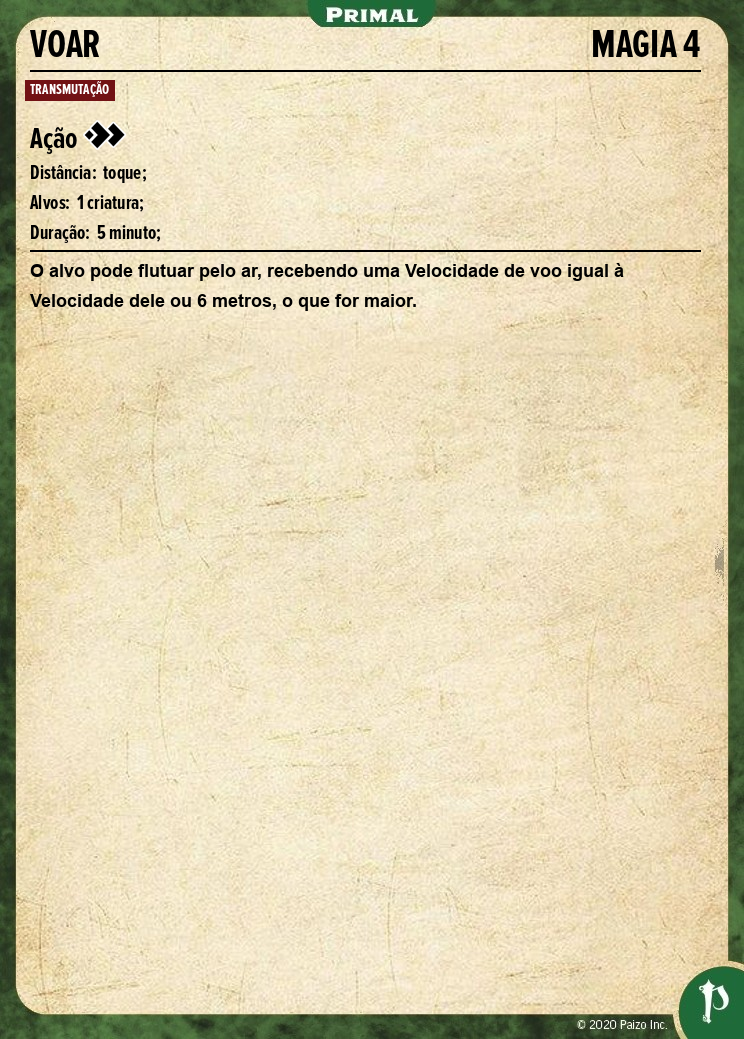 PRIMAL
VOAR MAGIA 4
TRANSMUTAÇÃO
Ação
Distância: toque;
Alvos: 1 criatura;
Duração: 5 minuto;
O alvo pode flutuar pelo ar, recebendo uma Velocidade de voo igual à
Velocidade dele ou 6 metros, o que for maior.
© 2020 Paizo Inc.
P